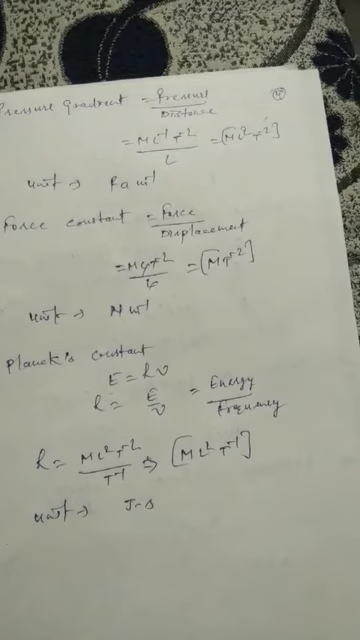 Pressure gradient = Pressure/Distance (4)
= ML⁻¹T⁻²/L = [ML⁻²T⁻²]
unit → Pa m⁻¹
Force constant = Force/Displacement
= MLT⁻²/L = [MT⁻²]
unit → N m⁻¹
Planck's constant
E = hν
h = E/ν = Energy/Frequency
h = ML²T⁻²/T⁻¹ ⇒ [ML²T⁻¹]
unit → J-s